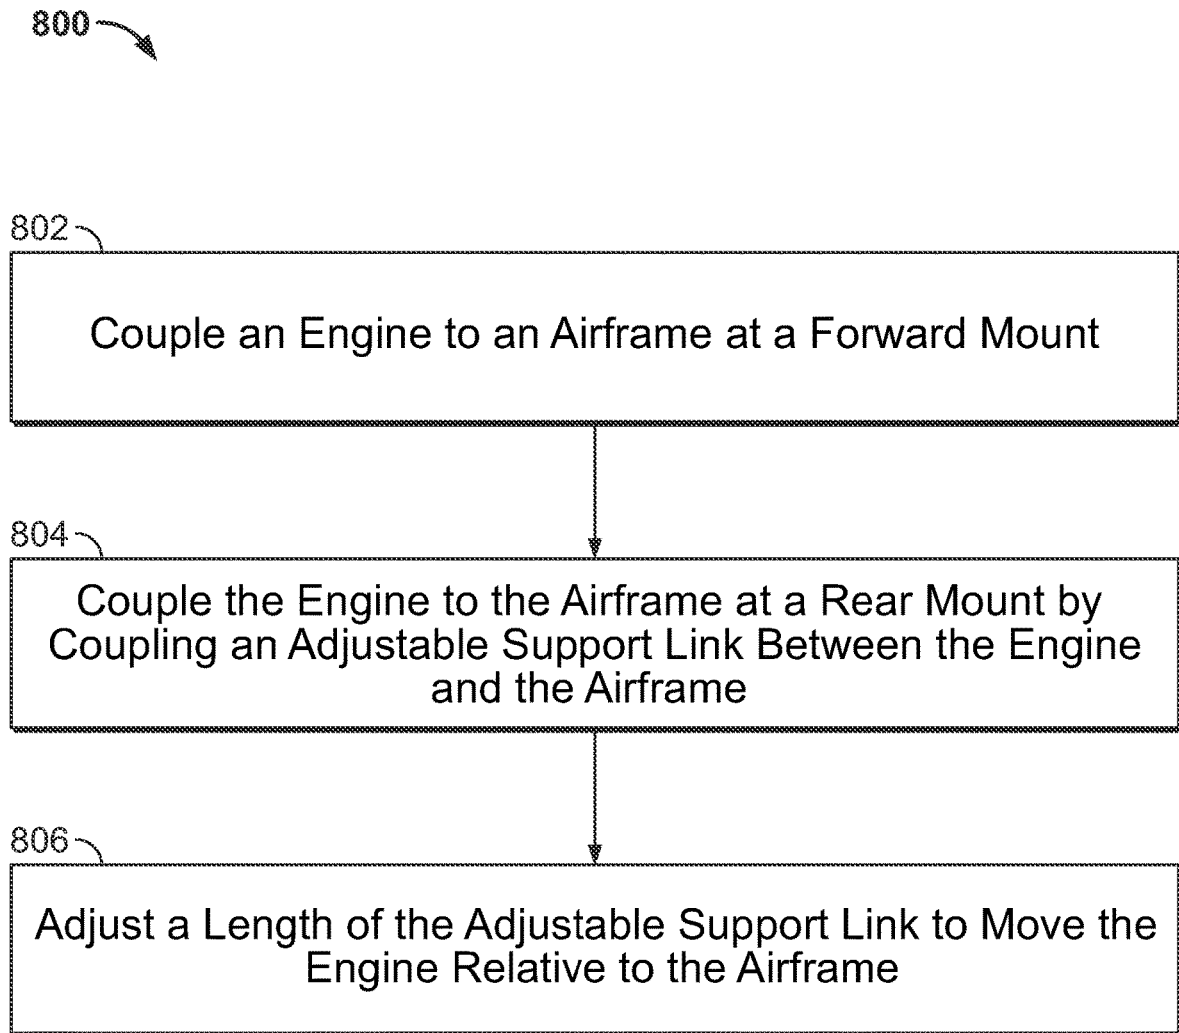 800
802
Couple an Engine to an Airframe at a Forward Mount
804
Couple the Engine to the Airframe at a Rear Mount by
Coupling an Adjustable Support Link Between the Engine
and the Airframe
806
Adjust a Length of the Adjustable Support Link to Move the
Engine Relative to the Airframe